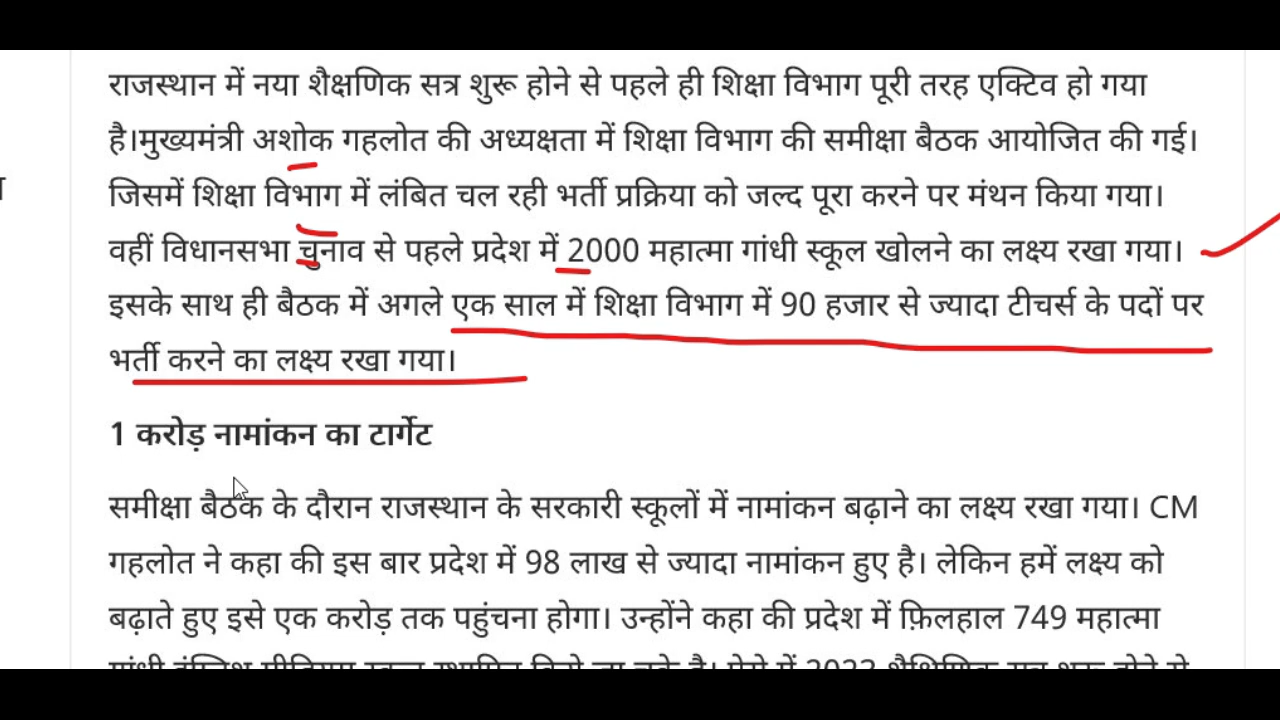 राजस्थान में नया शैक्षणिक सत्र शुरू होने से पहले ही शिक्षा विभाग पूरी तरह एक्टिव हो गया
है।मुख्यमंत्री अशोक गहलोत की अध्यक्षता में शिक्षा विभाग की समीक्षा बैठक आयोजित की गई।
जिसमें शिक्षा विभाग में लंबित चल रही भर्ती प्रक्रिया को जल्द पूरा करने पर मंथन किया गया।
वहीं विधानसभा चुनाव से पहले प्रदेश में 2000 महात्मा गांधी स्कूल खोलने का लक्ष्य रखा गया।
इसके साथ ही बैठक में अगले एक साल में शिक्षा विभाग में 90 हजार से ज्यादा टीचर्स के पदों पर
भर्ती करने का लक्ष्य रखा गया।
1 करोड़ नामांकन का टार्गेट
समीक्षा बैठक के दौरान राजस्थान के सरकारी स्कूलों में नामांकन बढ़ाने का लक्ष्य रखा गया। CM
गहलोत ने कहा की इस बार प्रदेश में 98 लाख से ज्यादा नामांकन हुए है। लेकिन हमें लक्ष्य को
बढ़ाते हुए इसे एक करोड़ तक पहुंचना होगा। उन्होंने कहा की प्रदेश में फ़िलहाल 749 महात्मा